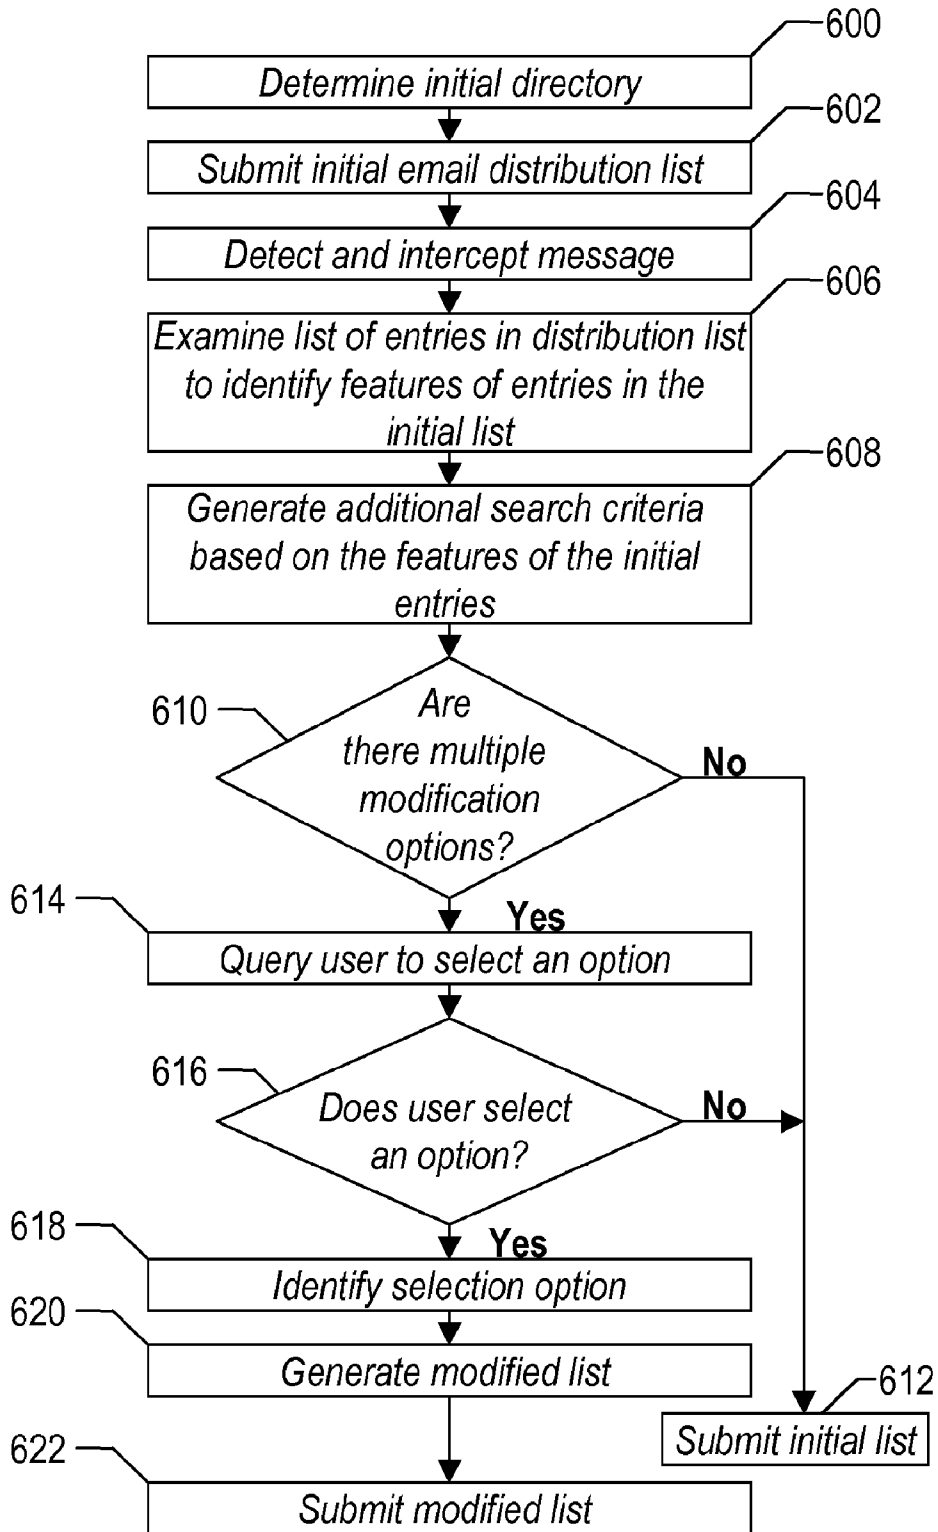 600
Determine initial directory
602
Submit initial email distribution list
604
Detect and intercept message
606
Examine list of entries in distribution list
to identify features of entries in the
initial list
608
Generate additional search criteria
based on the features of the initial
entries
610
Are
there multiple
modification
options?
No
614
Yes
Query user to select an option
616
Does user select
an option?
No
618
Yes
Identify selection option
620
Generate modified list
612
Submit initial list
622
Submit modified list